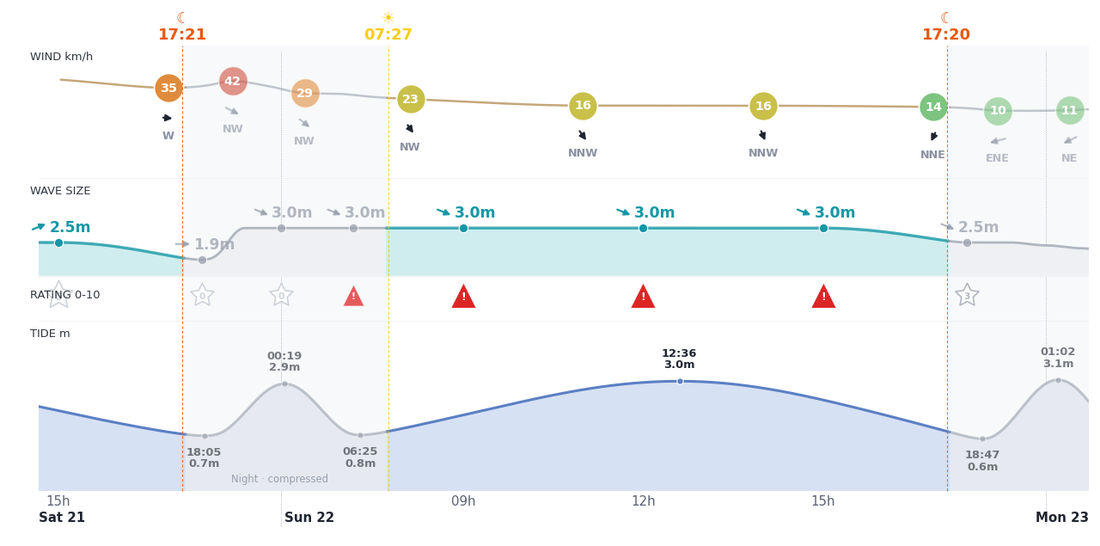 17:21
07:27
17:20
WIND km/h
35
42
29
23
16
16
14
10
11
W
NW
NW
NW
NNW
NNW
NNE
ENE
NE
WAVE SIZE
2.5m
1.9m
3.0m
3.0m
3.0m
3.0m
3.0m
2.5m
RATING 0-10
0
0
!
!
!
!
3
TIDE m
00:19
2.9m
12:36
3.0m
01:02
3.1m
18:05
0.7m
06:25
0.8m
18:47
0.6m
Night · compressed
15h
09h
12h
15h
Sat 21
Sun 22
Mon 23